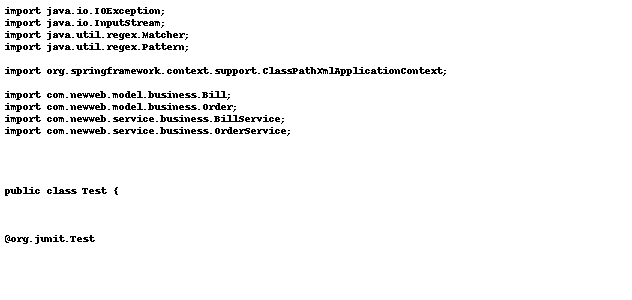 import java.io.IOException;
import java.io.InputStream;
import java.util.regex.Matcher;
import java.util.regex.Pattern;
import org.springframework.context.support.ClassPathXmlApplicationContext;
import com.newweb.model.business.Bill;
import com.newweb.model.business.Order;
import com.newweb.service.business.BillService;
import com.newweb.service.business.OrderService;
public class Test {
@org.junit.Test